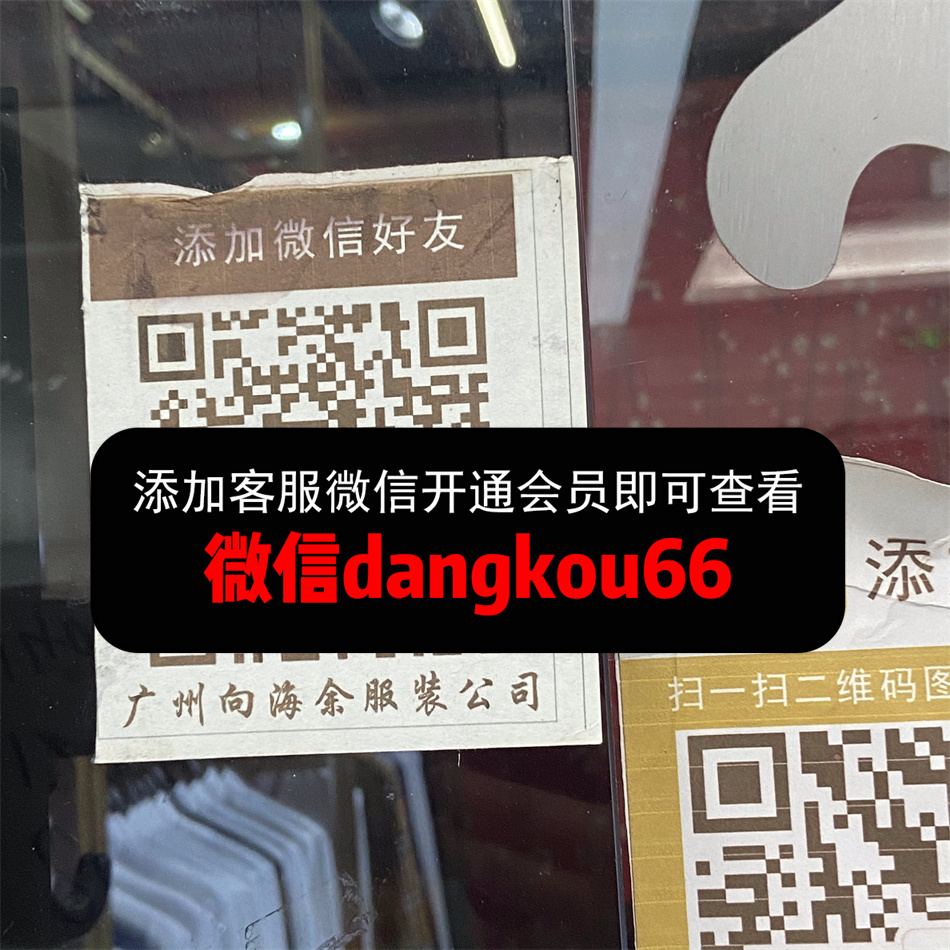 添加微信好友
添加客服微信开通会员即可查看
微信dangkou66
广州向海余服装公司
添
扫一扫二维码图